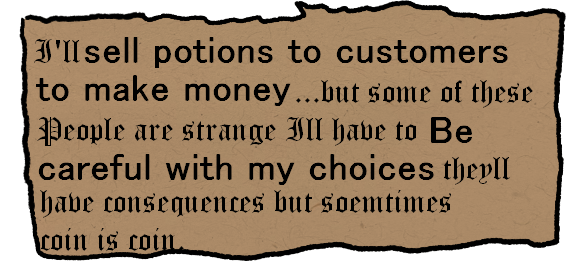 I'll sell potions to customers
to make money...but some of these
People are strange Ill have to Be
careful with my choices theyll
have consequences but soemtimes
coin is coin.